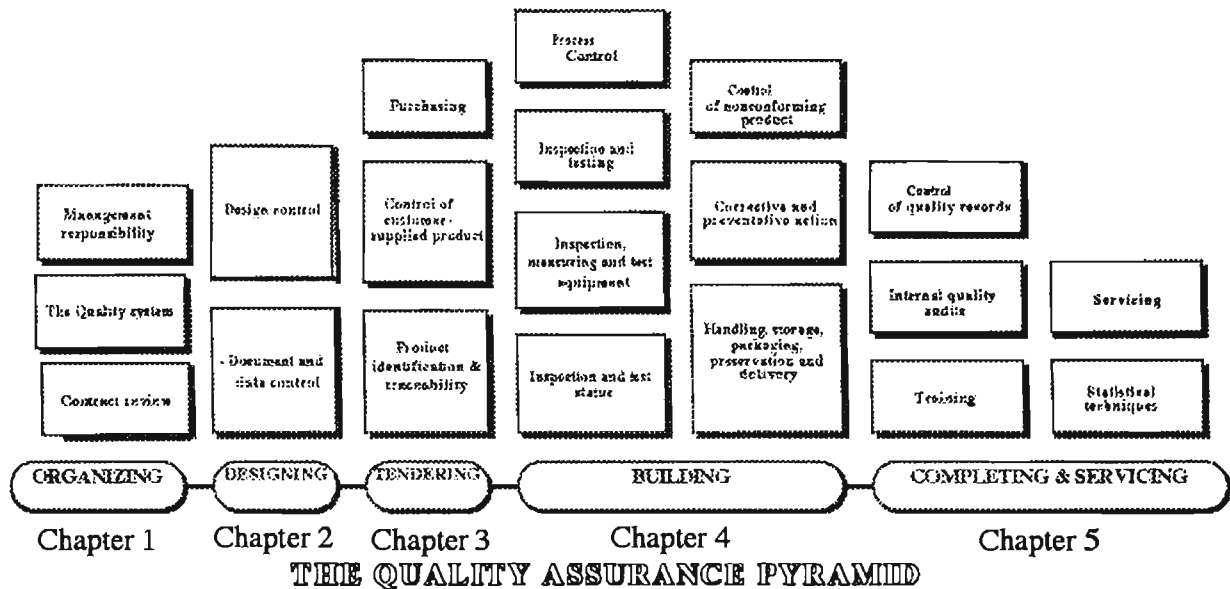 Management
responsibility
The Quality system
Contract review
Design control
- Document and
data control
Purchasing
Control of
customer-
supplied product
Product
identification &
traceability
Process
Control
Inspection and
testing
Inspection,
measuring and test
equipment
Inspection and test
status
Control
of nonconforming
product
Corrective and
preventative action
Handling, storage,
packaging,
preservation and
delivery
Control
of quality records
Internal quality
audits
Training
Servicing
Statistical
techniques
ORGANIZING
DESIGNING
TENDERING
BUILDING
COMPLETING & SERVICING
Chapter 1
Chapter 2
Chapter 3
Chapter 4
Chapter 5
THE QUALITY ASSURANCE PYRAMID